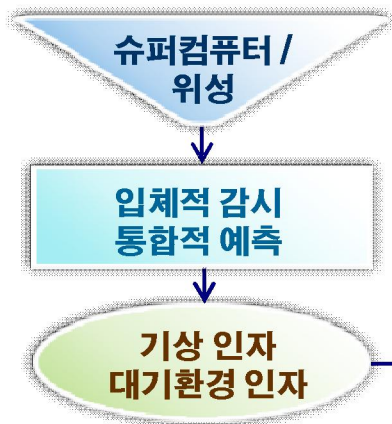 슈퍼컴퓨터 /
위성
입체적 감시
통합적 예측
기상 인자
대기환경 인자